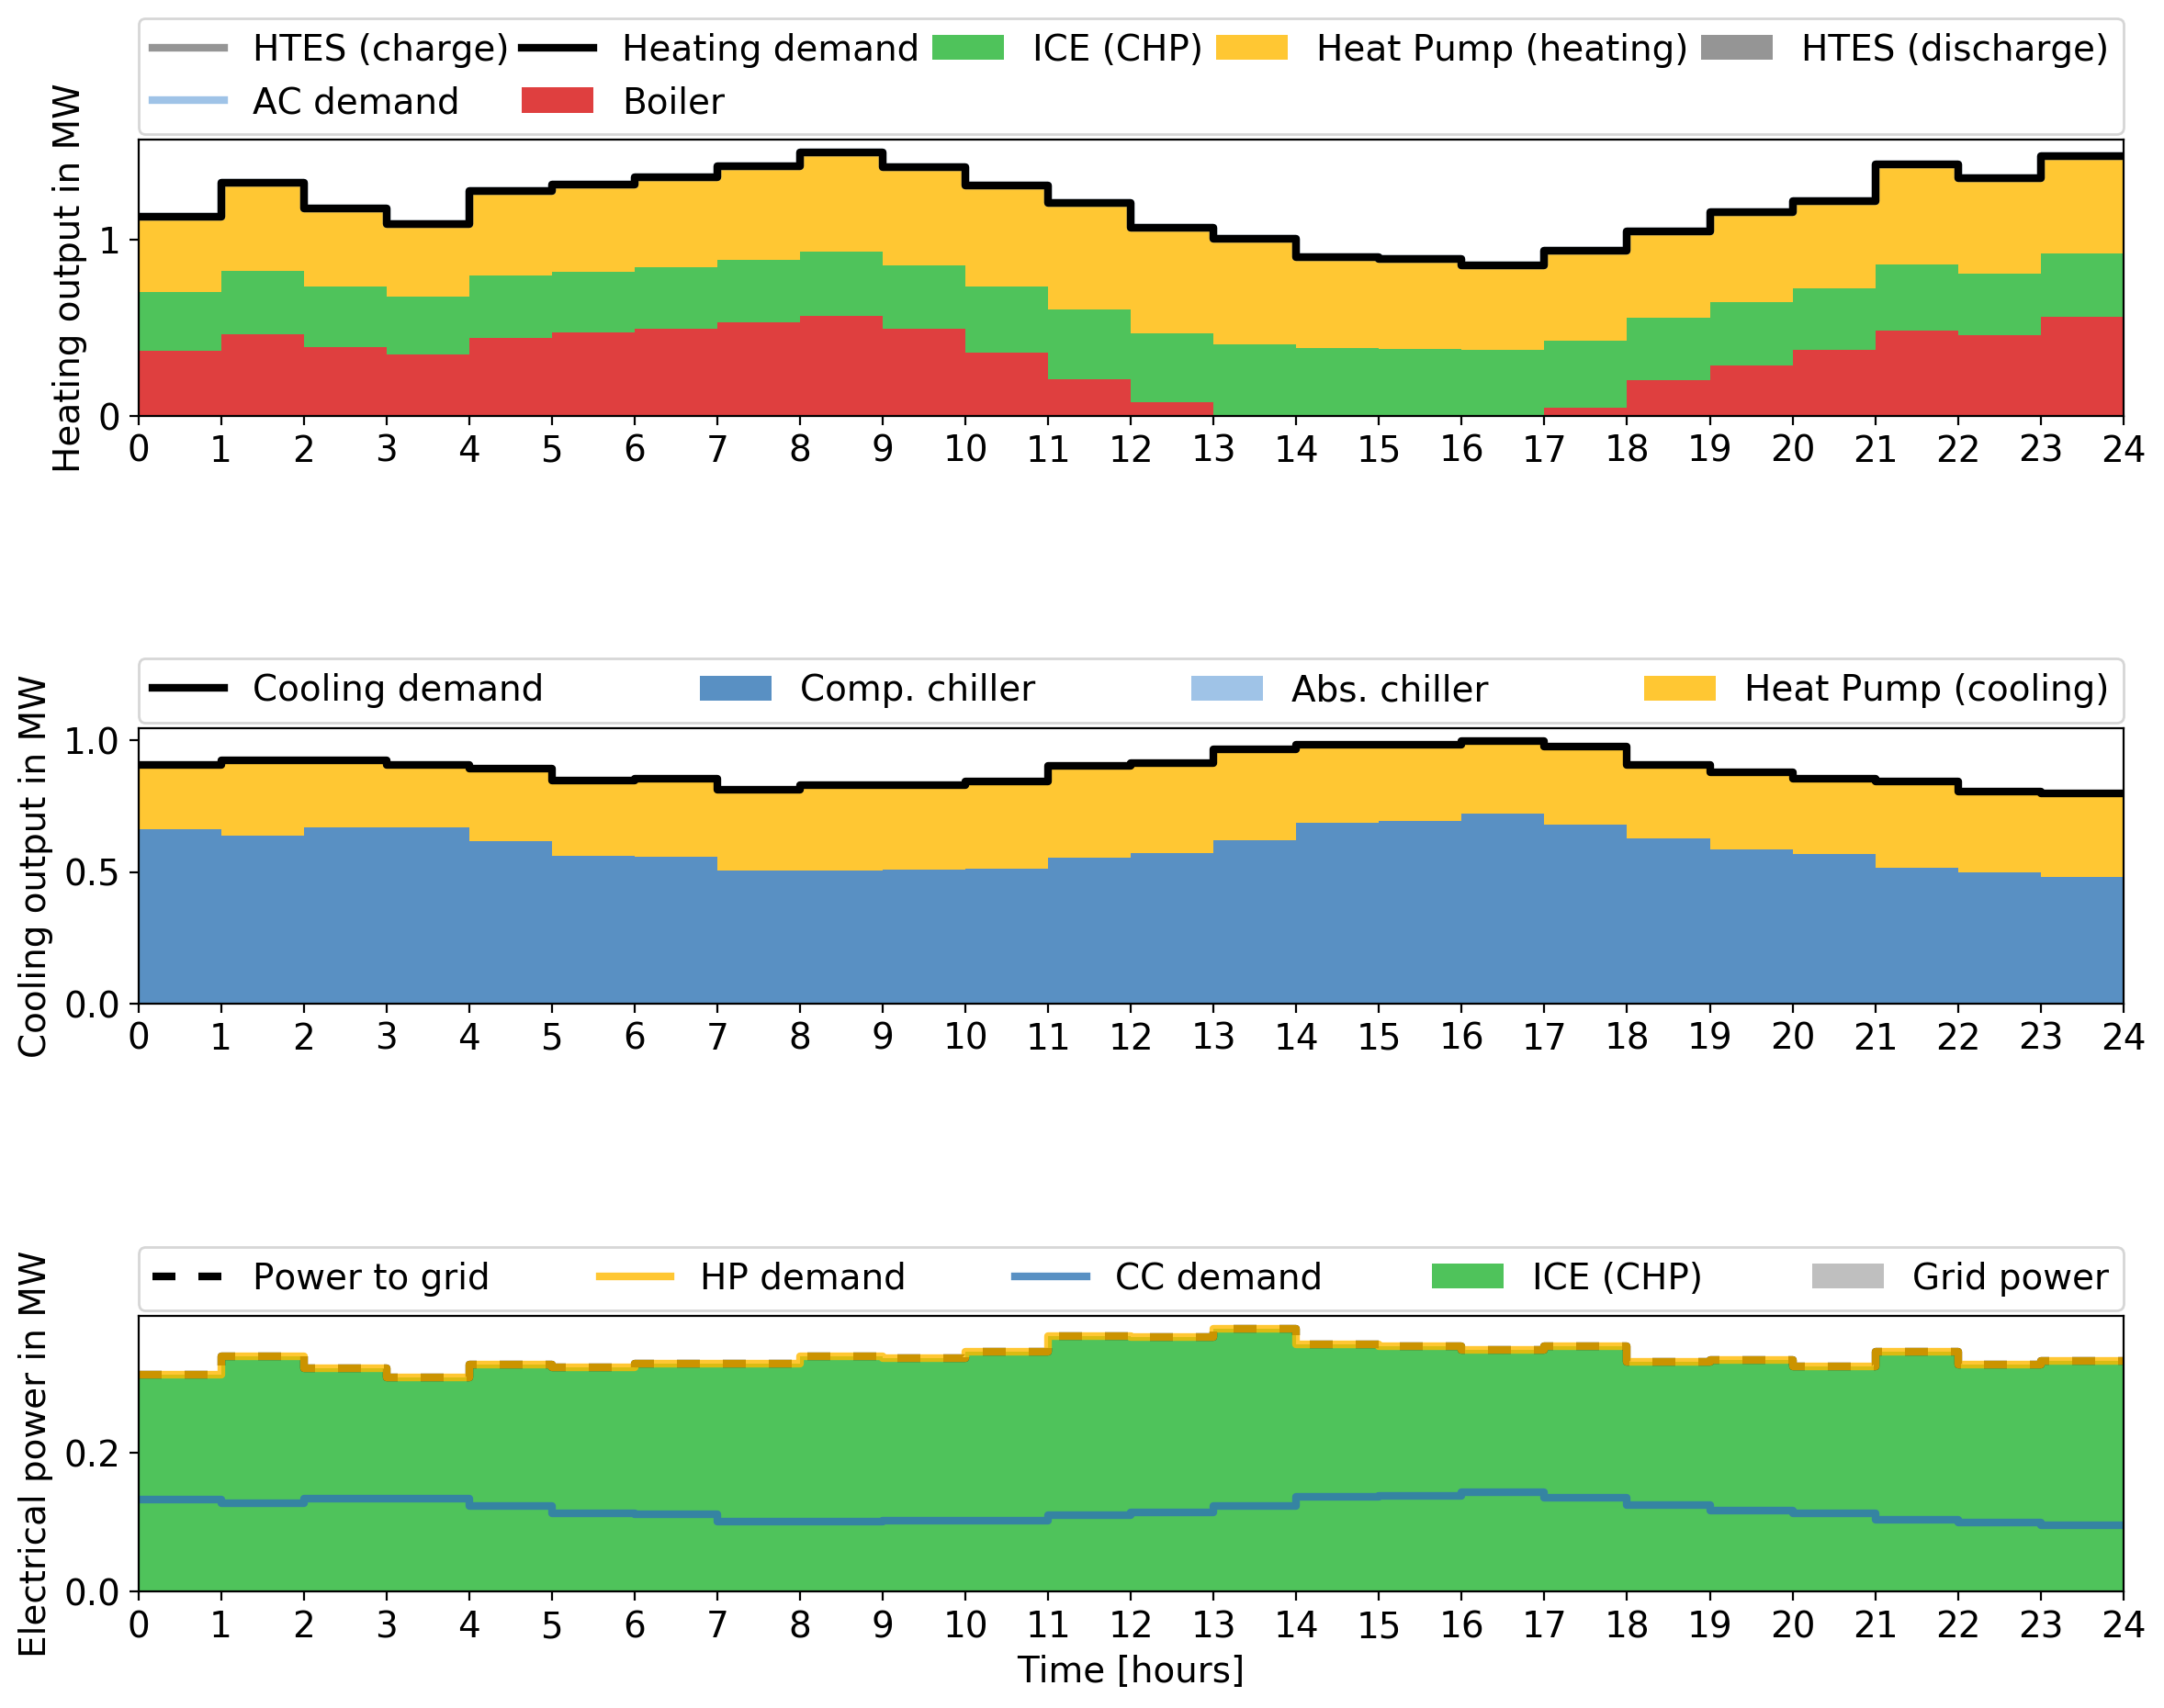 HTES (charge) Heating demand ICE (CHP) Heat Pump (heating) HTES (discharge)
AC demand Boiler
Heating output in MW
1
0
0 1 2 3 4 5 6 7 8 9 10 11 12 13 14 15 16 17 18 19 20 21 22 23 24
Cooling demand Comp. chiller Abs. chiller Heat Pump (cooling)
Cooling output in MW
1.0
0.5
0.0
0 1 2 3 4 5 6 7 8 9 10 11 12 13 14 15 16 17 18 19 20 21 22 23 24
Power to grid HP demand CC demand ICE (CHP) Grid power
Electrical power in MW
0.2
0.0
0 1 2 3 4 5 6 7 8 9 10 11 12 13 14 15 16 17 18 19 20 21 22 23 24
Time [hours]